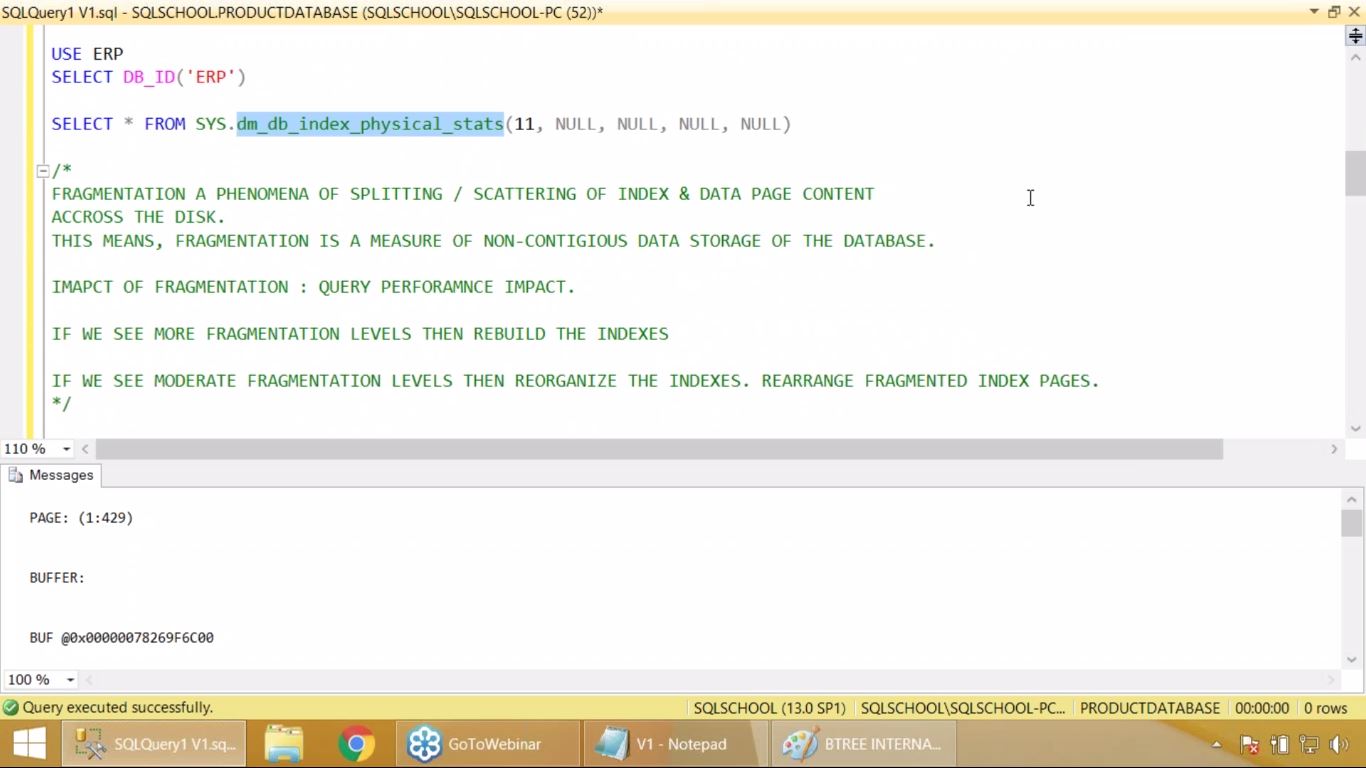 SQLQuery1 V1.sql - SQLSCHOOL.PRODUCTDATABASE (SQLSCHOOL\SQLSCHOOL-PC (52))*
USE ERP
SELECT DB_ID('ERP')
SELECT * FROM SYS.dm_db_index_physical_stats(11, NULL, NULL, NULL, NULL)
/*
FRAGMENTATION A PHENOMENA OF SPLITTING / SCATTERING OF INDEX & DATA PAGE CONTENT
ACCROSS THE DISK.
THIS MEANS, FRAGMENTATION IS A MEASURE OF NON-CONTIGIOUS DATA STORAGE OF THE DATABASE.
IMAPCT OF FRAGMENTATION : QUERY PERFORAMNCE IMPACT.
IF WE SEE MORE FRAGMENTATION LEVELS THEN REBUILD THE INDEXES
IF WE SEE MODERATE FRAGMENTATION LEVELS THEN REORGANIZE THE INDEXES. REARRANGE FRAGMENTED INDEX PAGES.
*/
110 %
Messages
PAGE: (1:429)
BUFFER:
BUF @0x00000078269F6C00
100 %
Query executed successfully. SQLSCHOOL (13.0 SP1) SQLSCHOOL\SQLSCHOOL-PC... PRODUCTDATABASE 00:00:00 0 rows
SQLQuery1 V1.sq... GoToWebinar V1 - Notepad BTREE INTERNA...